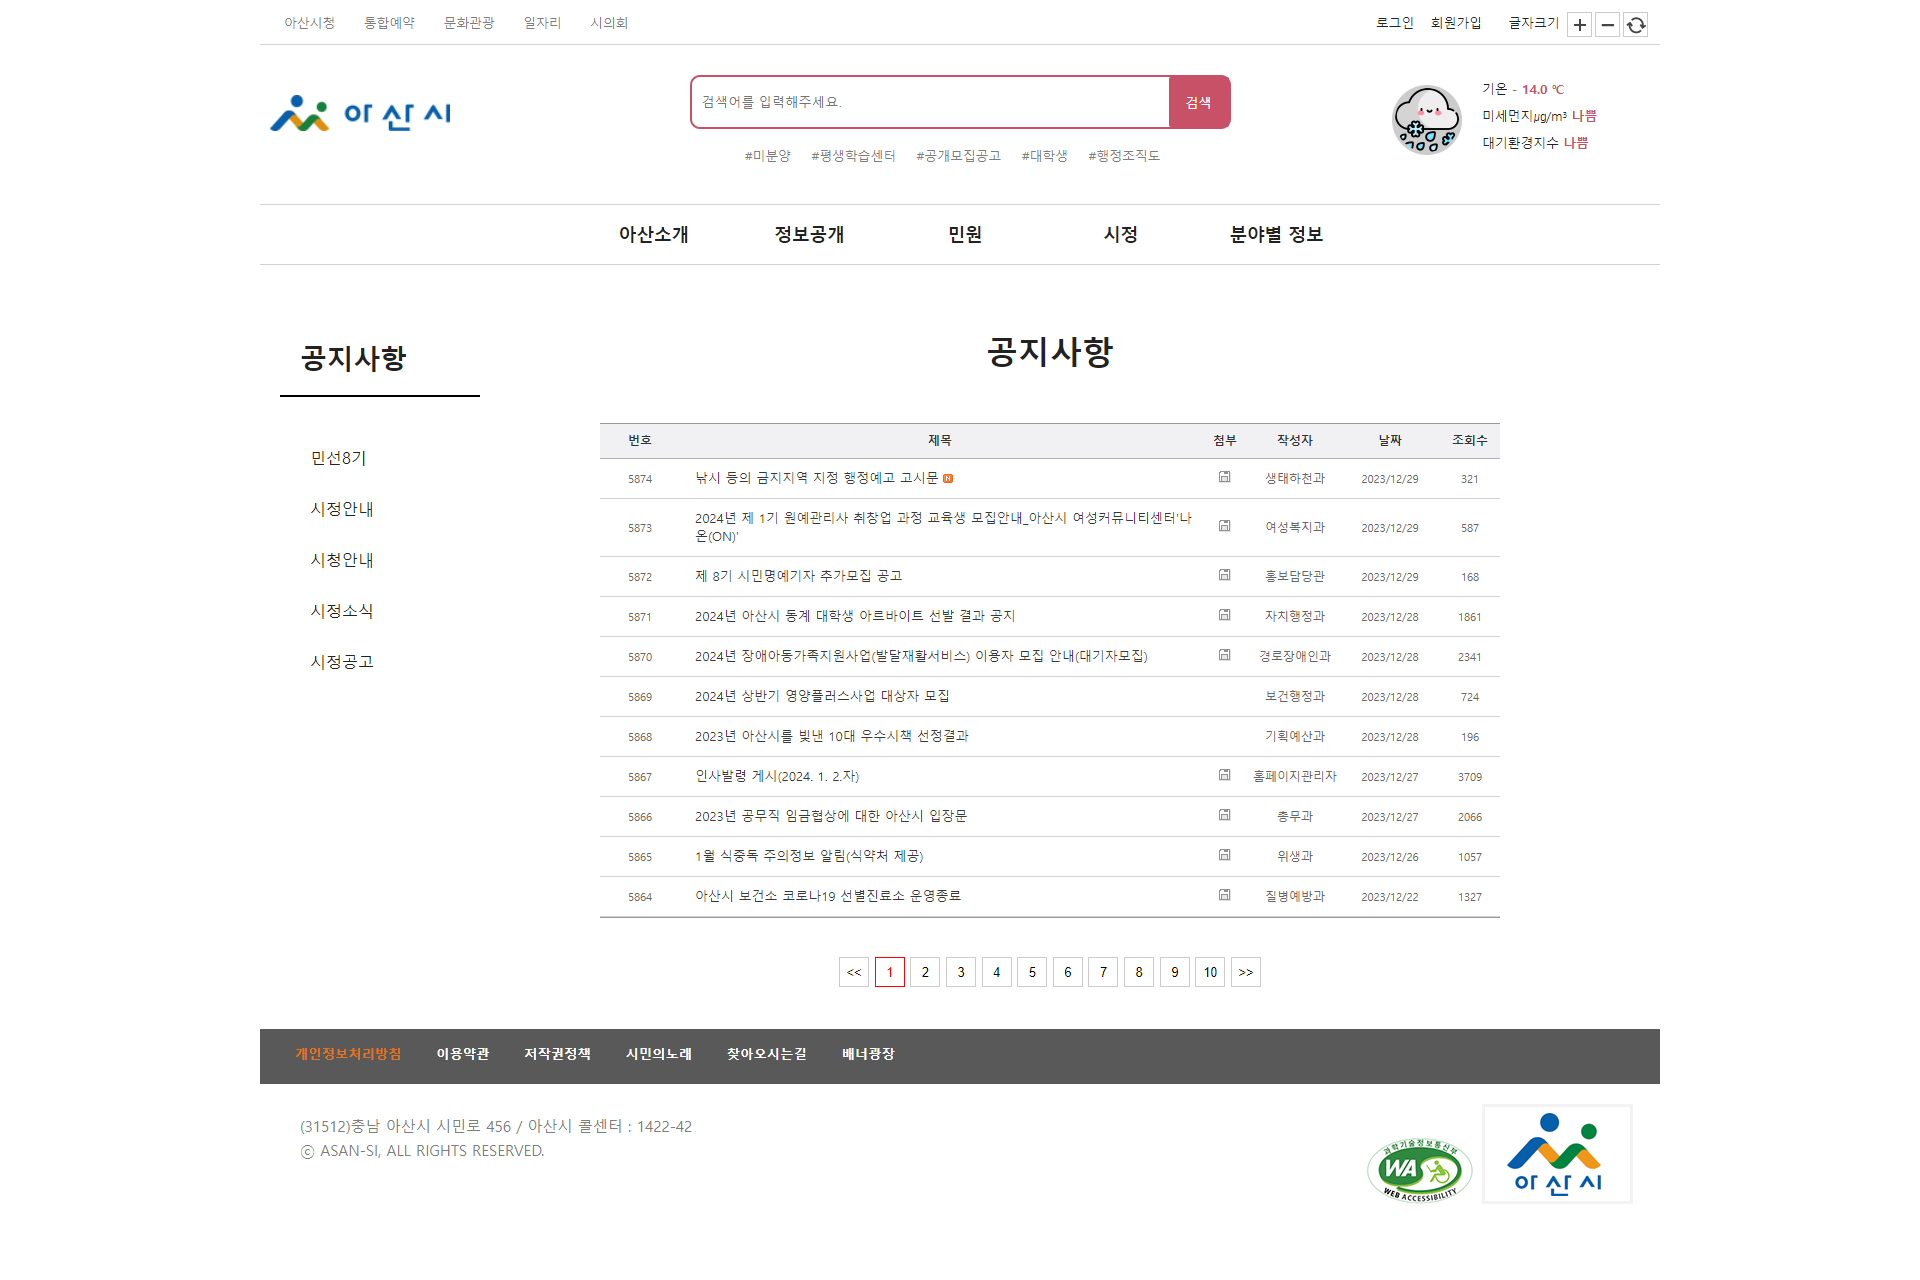 아산시청 통합예약 문화관광 일자리 시의회 로그인 회원가입 글자크기
아산시
검색어를 입력해주세요. 검색
#미분양 #평생학습센터 #공개모집공고 #대학생 #행정조직도
기온 - 14.0 ℃
미세먼지㎍/m³ 나쁨
대기환경지수 나쁨
아산소개 정보공개 민원 시정 분야별 정보
공지사항
민선8기
시정안내
시청안내
시정소식
시정공고
공지사항
번호 제목 첨부 작성자 날짜 조회수
5874 낚시 등의 금지지역 지정 행정예고 고시문 N 생태하천과 2023/12/29 321
5873 2024년 제 1기 원예관리사 취창업 과정 교육생 모집안내_아산시 여성커뮤니티센터'나 여성복지과 2023/12/29 587
온(ON)'
5872 제 8기 시민명예기자 추가모집 공고 홍보담당관 2023/12/29 168
5871 2024년 아산시 동계 대학생 아르바이트 선발 결과 공지 자치행정과 2023/12/28 1861
5870 2024년 장애아동가족지원사업(발달재활서비스) 이용자 모집 안내(대기자모집) 경로장애인과 2023/12/28 2341
5869 2024년 상반기 영양플러스사업 대상자 모집 보건행정과 2023/12/28 724
5868 2023년 아산시를 빛낸 10대 우수시책 선정결과 기획예산과 2023/12/28 196
5867 인사발령 게시(2024. 1. 2.자) 홈페이지관리자 2023/12/27 3709
5866 2023년 공무직 임금협상에 대한 아산시 입장문 총무과 2023/12/27 2066
5865 1월 식중독 주의정보 알림(식약처 제공) 위생과 2023/12/26 1057
5864 아산시 보건소 코로나19 선별진료소 운영종료 질병예방과 2023/12/22 1327
<< 1 2 3 4 5 6 7 8 9 10 >>
개인정보처리방침 이용약관 저작권정책 시민의노래 찾아오시는길 배너광장
(31512)충남 아산시 시민로 456 / 아산시 콜센터 : 1422-42
ⓒ ASAN-SI, ALL RIGHTS RESERVED.
과학기술정보통신부
WA
WEB ACCESSIBILITY
아산시